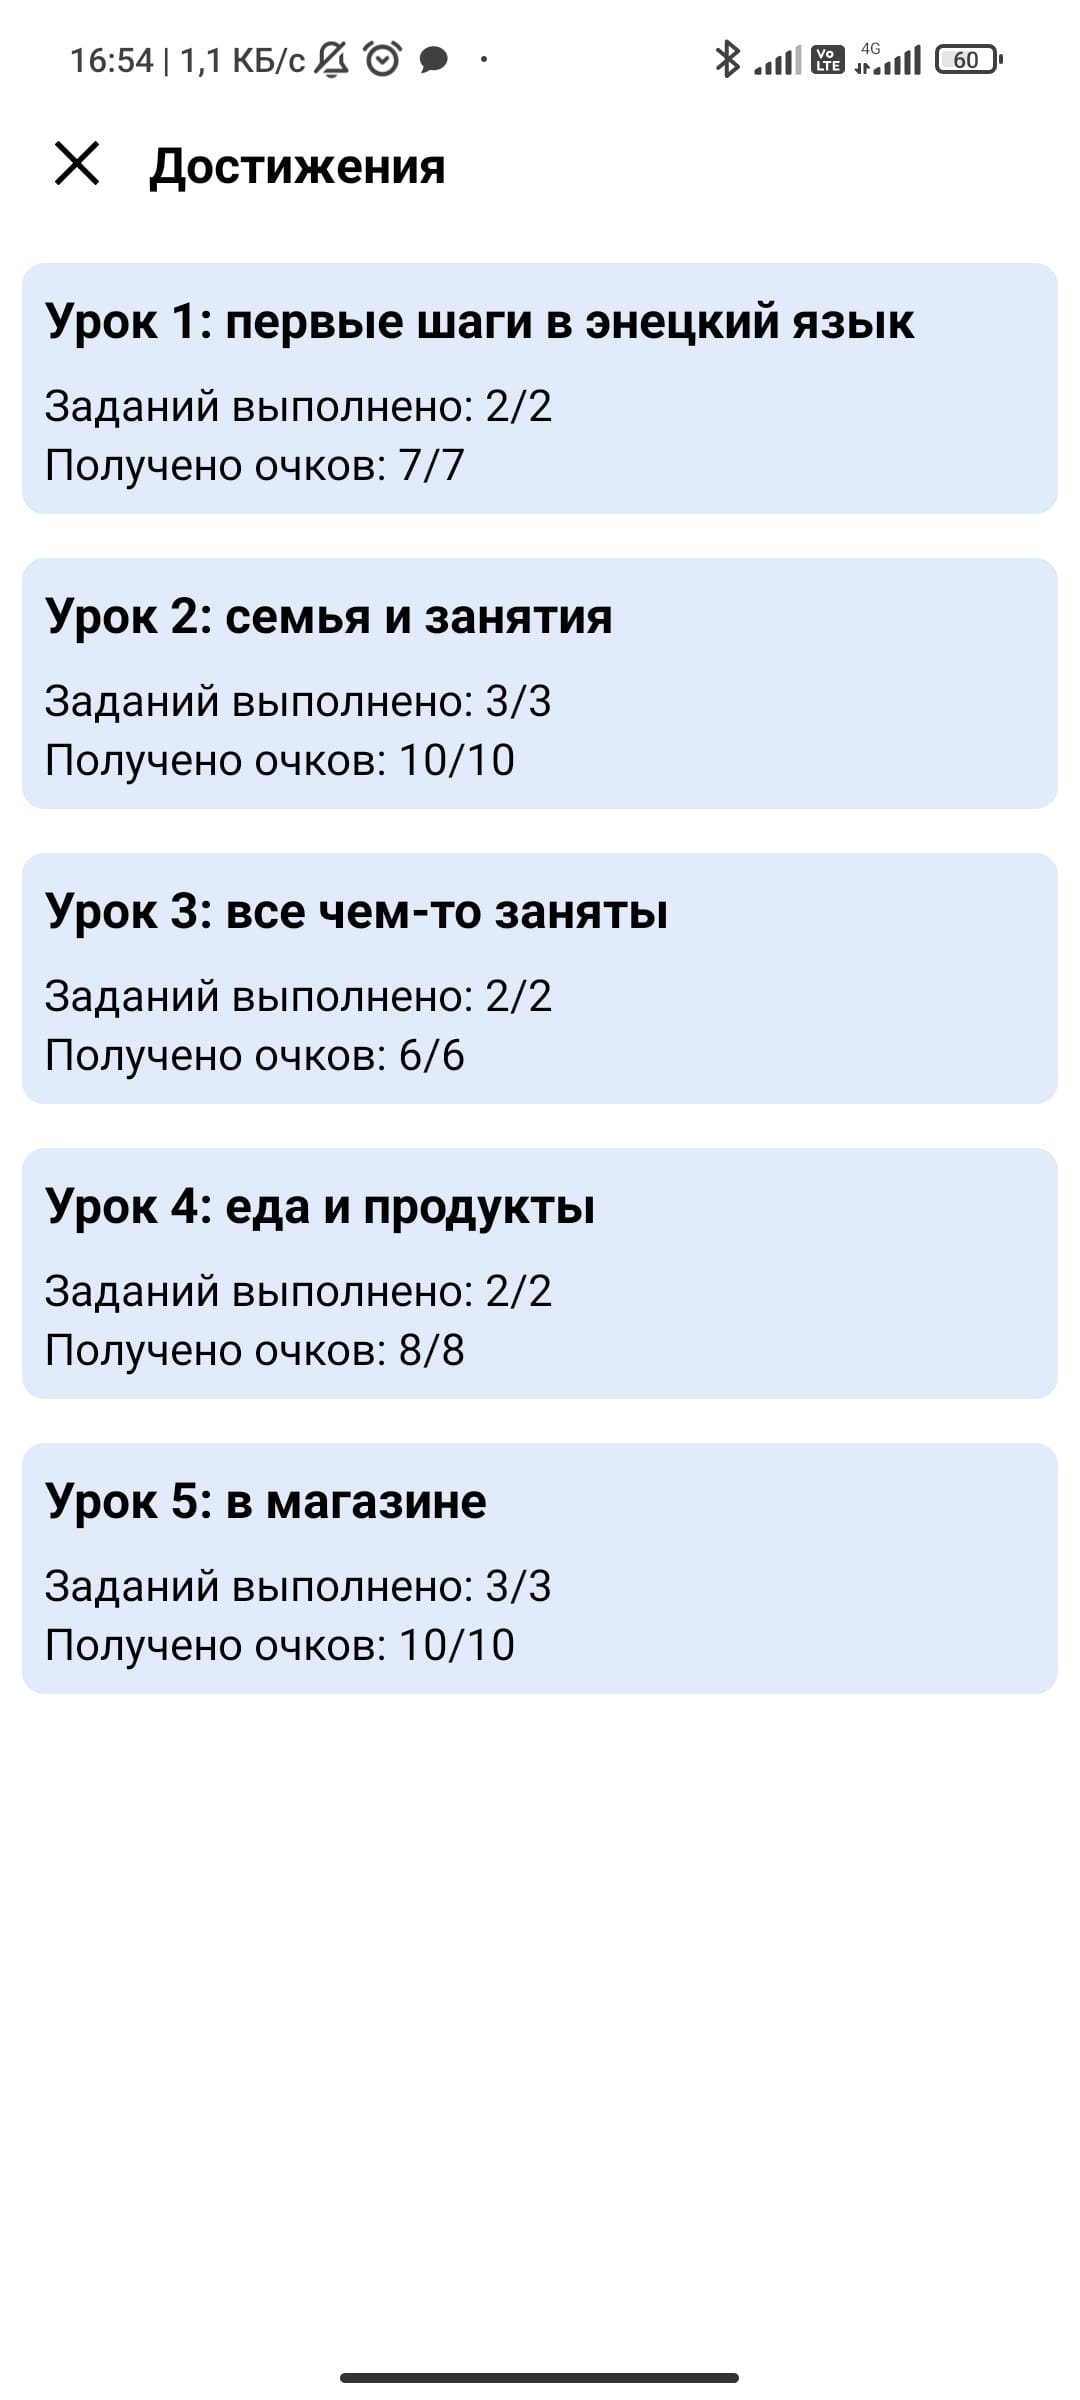 16:54 | 1,1 КБ/с Vo LTE 4G 60
Достижения
Урок 1: первые шаги в энецкий язык
Заданий выполнено: 2/2
Получено очков: 7/7
Урок 2: семья и занятия
Заданий выполнено: 3/3
Получено очков: 10/10
Урок 3: все чем-то заняты
Заданий выполнено: 2/2
Получено очков: 6/6
Урок 4: еда и продукты
Заданий выполнено: 2/2
Получено очков: 8/8
Урок 5: в магазине
Заданий выполнено: 3/3
Получено очков: 10/10